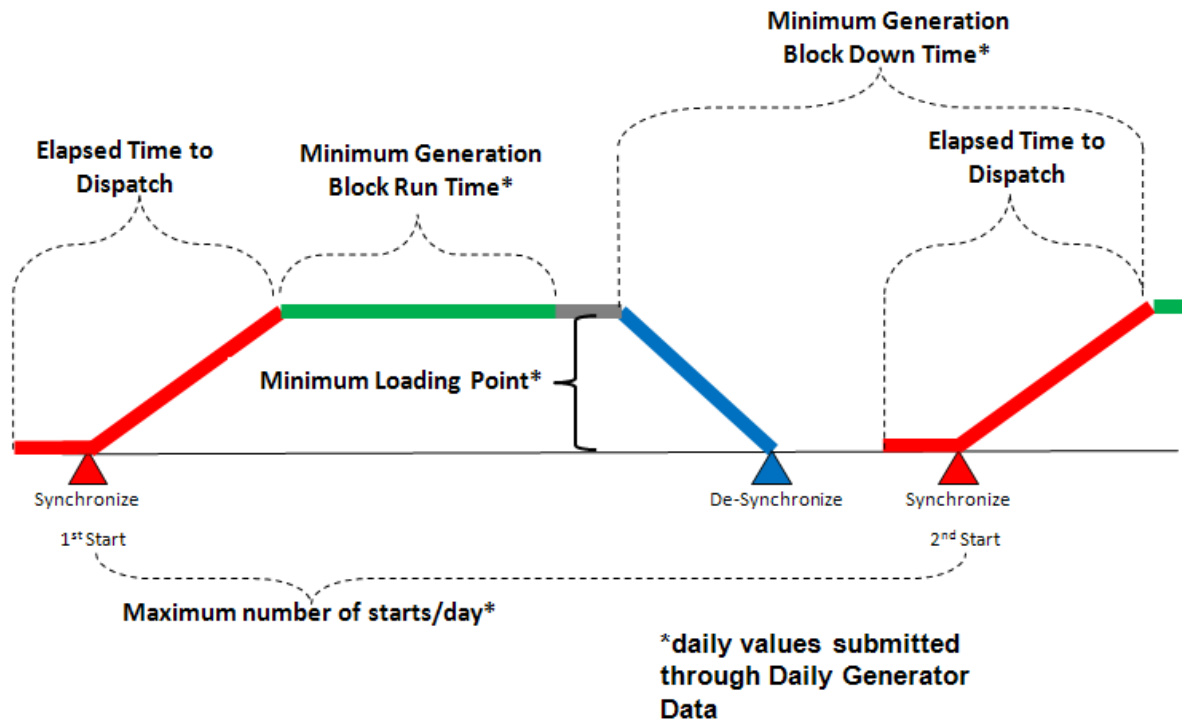 Minimum Generation
Block Down Time*
Elapsed Time to
Dispatch
Minimum Generation
Block Run Time*
Elapsed Time to
Dispatch
Minimum Loading Point*
Synchronize
De-Synchronize
Synchronize
1st Start
2nd Start
Maximum number of starts/day*
*daily values submitted
through Daily Generator
Data